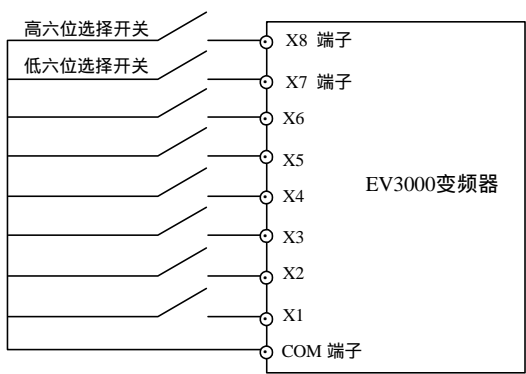 高六位选择开关
X8 端子
低六位选择开关
X7 端子
X6
X5
X4
EV3000变频器
X3
X2
X1
COM 端子